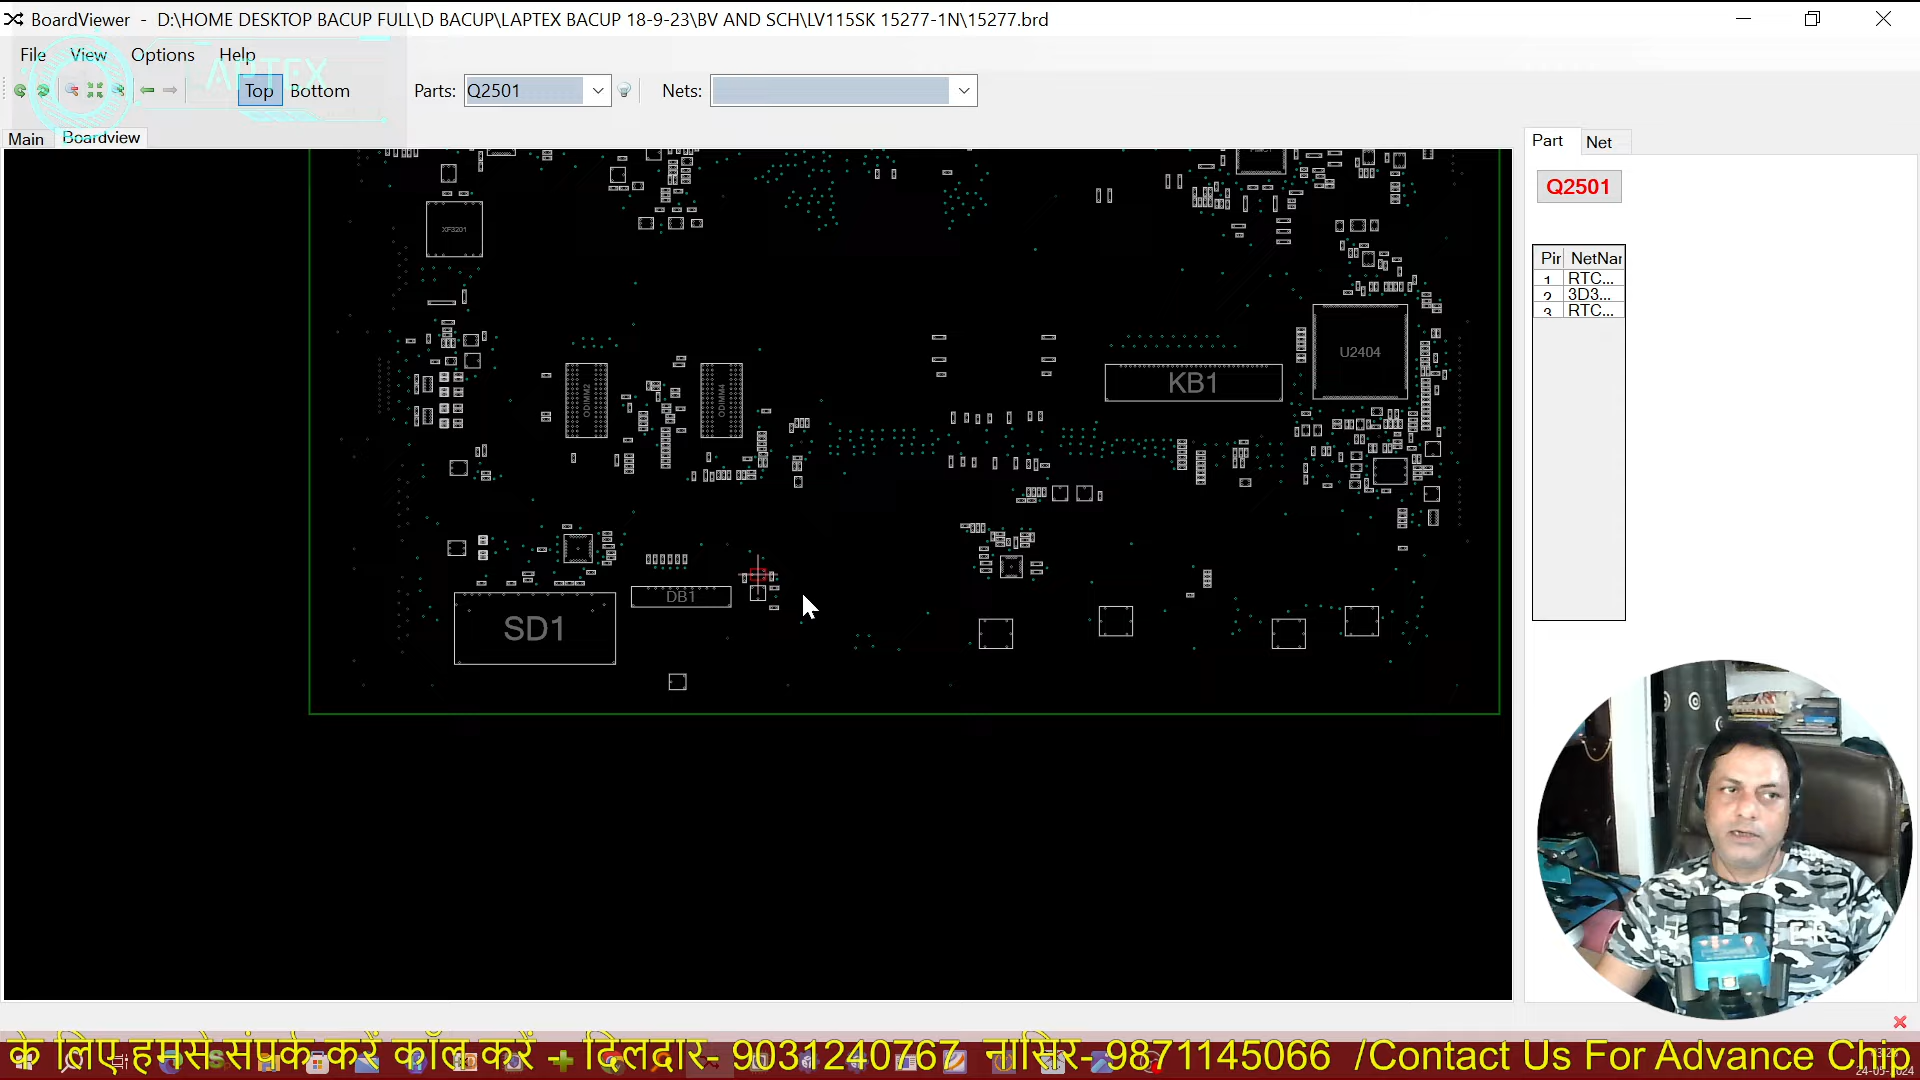 BoardViewer - D:\HOME DESKTOP BACUP FULL\D BACUP\LAPTEX BACUP 18-9-23\BV AND SCH\LV115SK 15277-1N\15277.brd
File View Options Help
Top Bottom Parts: Q2501 Nets:
Main Boardview
Part Net
Q2501
Pir NetNar
1 RTC...
2 3D3...
3 RTC...
XF3201
U2404
KB1
DB1
SD1
के लिए हमसे संपर्क करें कॉल करें - दिलदार- 9031240767 नासिर- 9871145066 /Contact Us For Advance Chip